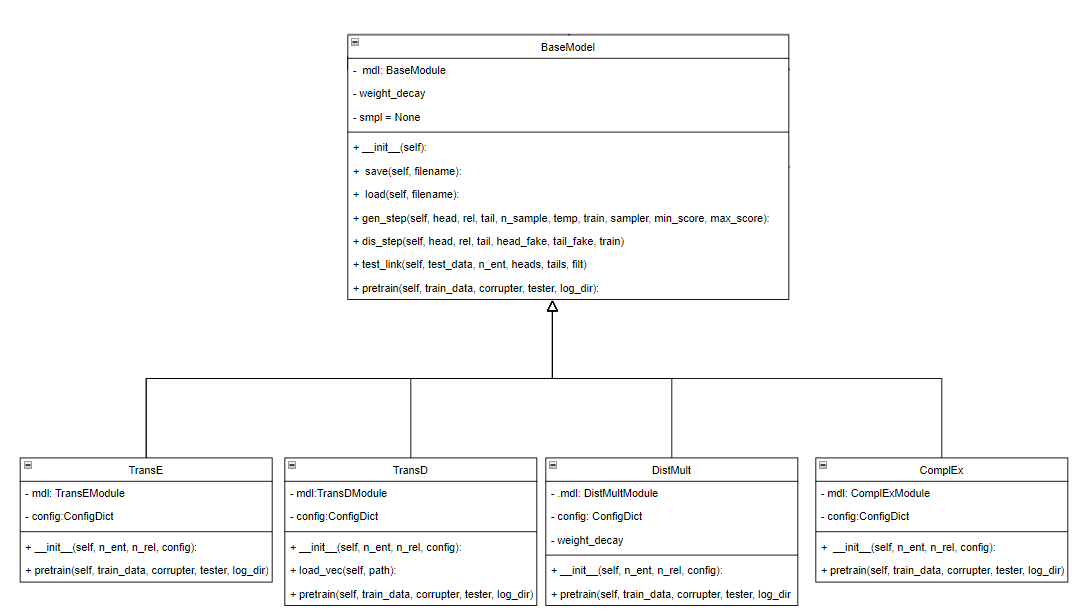 BaseModel
- mdl: BaseModule
- weight_decay
- smpl = None
+ __init__(self):
+ save(self, filename):
+ load(self, filename):
+ gen_step(self, head, rel, tail, n_sample, temp, train, sampler, min_score, max_score):
+ dis_step(self, head, rel, tail, head_fake, tail_fake, train)
+ test_link(self, test_data, n_ent, heads, tails, filt)
+ pretrain(self, train_data, corrupter, tester, log_dir):
TransE
- mdl: TransEModule
- config:ConfigDict
+ __init__(self, n_ent, n_rel, config):
+ pretrain(self, train_data, corrupter, tester, log_dir)
TransD
- mdl:TransDModule
- config:ConfigDict
+ __init__(self, n_ent, n_rel, config):
+ load_vec(self, path):
+ pretrain(self, train_data, corrupter, tester, log_dir)
DistMult
- .mdl: DistMultModule
- config: ConfigDict
- weight_decay
+ __init__(self, n_ent, n_rel, config):
+ pretrain(self, train_data, corrupter, tester, log_dir
ComplEx
- mdl: ComplExModule
- config:ConfigDict
+ __init__(self, n_ent, n_rel, config):
+ pretrain(self, train_data, corrupter, tester, log_dir)